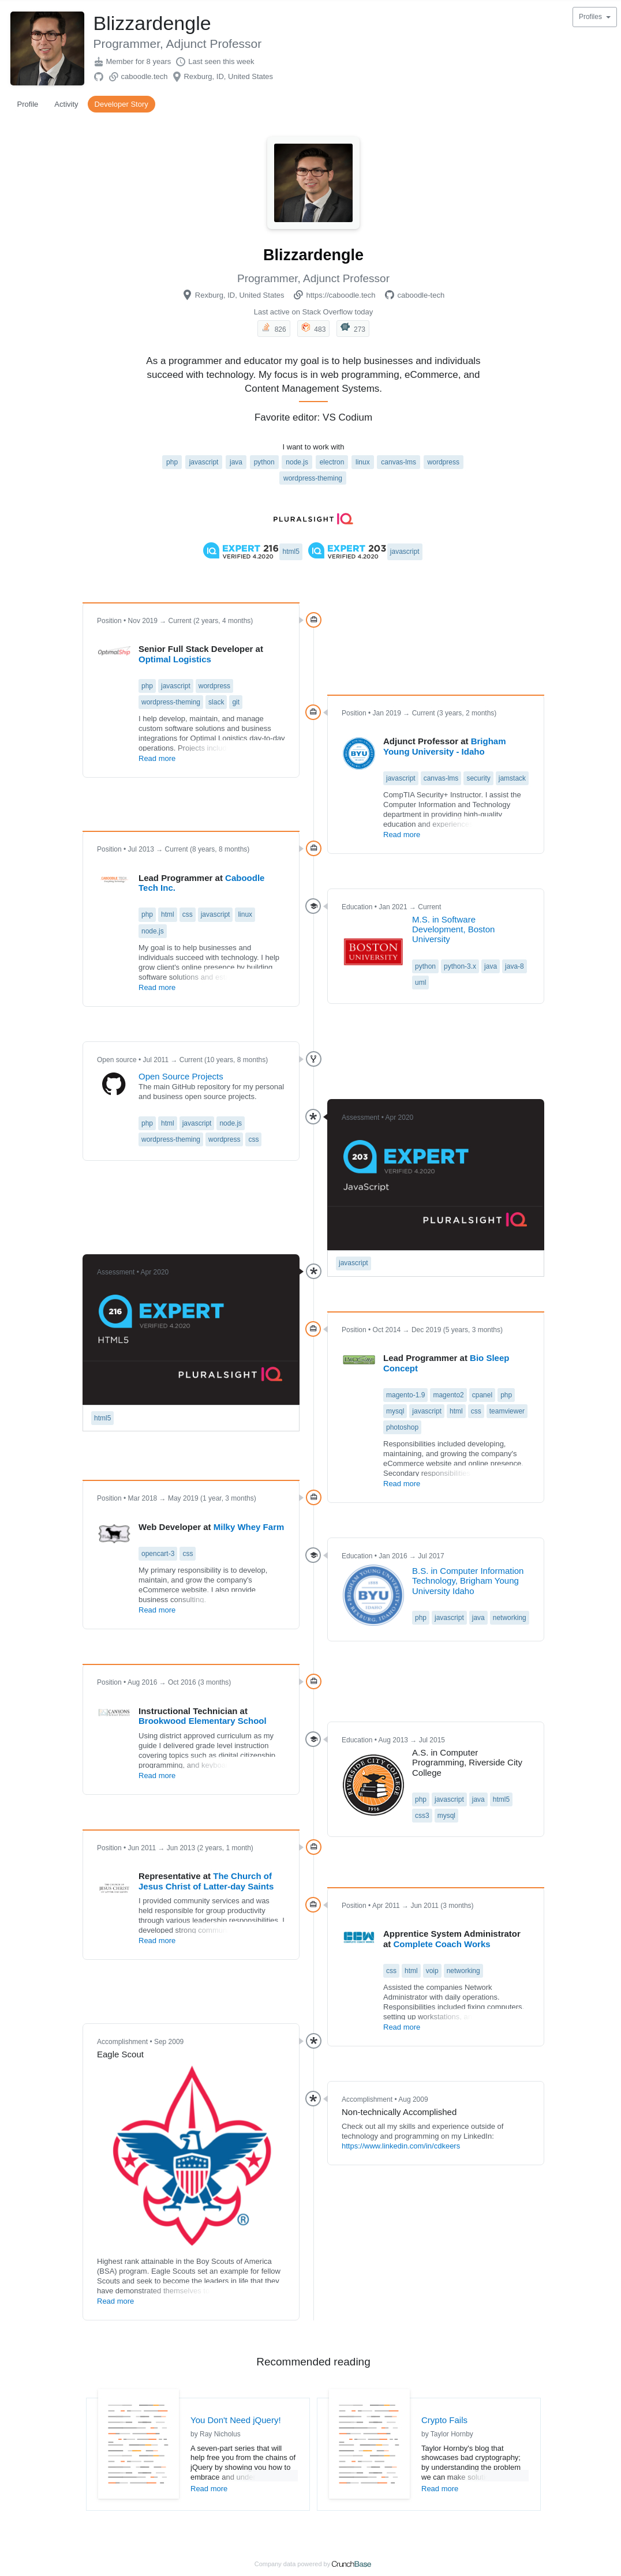 Blizzardengle
Profiles
Programmer, Adjunct Professor
Member for 8 years Last seen this week
caboodle.tech Rexburg, ID, United States
Profile Activity Developer Story
Blizzardengle
Programmer, Adjunct Professor
Rexburg, ID, United States https://caboodle.tech caboodle-tech
Last active on Stack Overflow today
826 483 273
As a programmer and educator my goal is to help businesses and individuals
succeed with technology. My focus is in web programming, eCommerce, and
Content Management Systems.
Favorite editor: VS Codium
I want to work with
php javascript java python node.js electron linux canvas-lms wordpress
wordpress-theming
PLURALSIGHT IQ
IQ EXPERT 216 html5 IQ EXPERT 203 javascript
VERIFIED 4.2020 VERIFIED 4.2020
Position • Nov 2019 → Current (2 years, 4 months)
OptimalShip
Senior Full Stack Developer at
Optimal Logistics
php javascript wordpress
wordpress-theming slack git
I help develop, maintain, and manage
custom software solutions and business
integrations for Optimal Logistics day-to-day
operations. Projects inclu
Read more
Position • Jan 2019 → Current (3 years, 2 months)
BYU
Adjunct Professor at Brigham
Young University - Idaho
javascript canvas-lms security jamstack
CompTIA Security+ Instructor. I assist the
Computer Information and Technology
department in providing high-quality
education and experience
Read more
Position • Jul 2013 → Current (8 years, 8 months)
Lead Programmer at Caboodle
Tech Inc.
php html css javascript linux
node.js
My goal is to help businesses and
individuals succeed with technology. I help
grow client's online presence by building
software solutions and
Read more
Education • Jan 2021 → Current
BOSTON
UNIVERSITY
M.S. in Software
Development, Boston
University
python python-3.x java java-8
uml
Open source • Jul 2011 → Current (10 years, 8 months)
Open Source Projects
The main GitHub repository for my personal
and business open source projects.
php html javascript node.js
wordpress-theming wordpress css
Assessment • Apr 2020
203 EXPERT
VERIFIED 4.2020
JavaScript
PLURALSIGHT IQ
javascript
Assessment • Apr 2020
216 EXPERT
VERIFIED 4.2020
HTML5
PLURALSIGHT IQ
html5
Position • Oct 2014 → Dec 2019 (5 years, 3 months)
Lead Programmer at Bio Sleep
Concept
magento-1.9 magento2 cpanel php
mysql javascript html css teamviewer
photoshop
Responsibilities included developing,
maintaining, and growing the company's
eCommerce website and online presence.
Secondary responsibilities
Read more
Position • Mar 2018 → May 2019 (1 year, 3 months)
Web Developer at Milky Whey Farm
opencart-3 css
My primary responsibility is to develop,
maintain, and grow the company's
eCommerce website. I also provide
business consulting.
Read more
Education • Jan 2016 → Jul 2017
BRIGHAM YOUNG UNIVERSITY
BYU
REXBURG, IDAHO
B.S. in Computer Information
Technology, Brigham Young
University Idaho
php javascript java networking
Position • Aug 2016 → Oct 2016 (3 months)
Instructional Technician at
Brookwood Elementary School
Using district approved curriculum as my
guide I delivered grade level instruction
covering topics such as digital citizenship,
programming, and keyb
Read more
Education • Aug 2013 → Jul 2015
RIVERSIDE CITY COLLEGE
1916
A.S. in Computer
Programming, Riverside City
College
php javascript java html5
css3 mysql
Position • Jun 2011 → Jun 2013 (2 years, 1 month)
THE CHURCH OF
JESUS CHRIST
OF LATTER-DAY SAINTS
Representative at The Church of
Jesus Christ of Latter-day Saints
I provided community services and was
held responsible for group productivity
through various leadership responsibilities. I
developed strong comm
Read more
Position • Apr 2011 → Jun 2011 (3 months)
CCW
Apprentice System Administrator
at Complete Coach Works
css html voip networking
Assisted the companies Network
Administrator with daily operations.
Responsibilities included fixing computers,
setting up workstations,
Read more
Accomplishment • Sep 2009
Eagle Scout
®
Highest rank attainable in the Boy Scouts of America
(BSA) program. Eagle Scouts set an example for fellow
Scouts and seek to become the leaders in life that they
have demonstrated themselves
Read more
Accomplishment • Aug 2009
Non-technically Accomplished
Check out all my skills and experience outside of
technology and programming on my LinkedIn:
https://www.linkedin.com/in/cdkeers
Recommended reading
You Don't Need jQuery!
by Ray Nicholus
A seven-part series that will
help free you from the chains of
jQuery by showing you how to
embrace and unde
Read more
Crypto Fails
by Taylor Hornby
Taylor Hornby's blog that
showcases bad cryptography;
by understanding the problem
we can make solu
Read more
Company data powered by CrunchBase